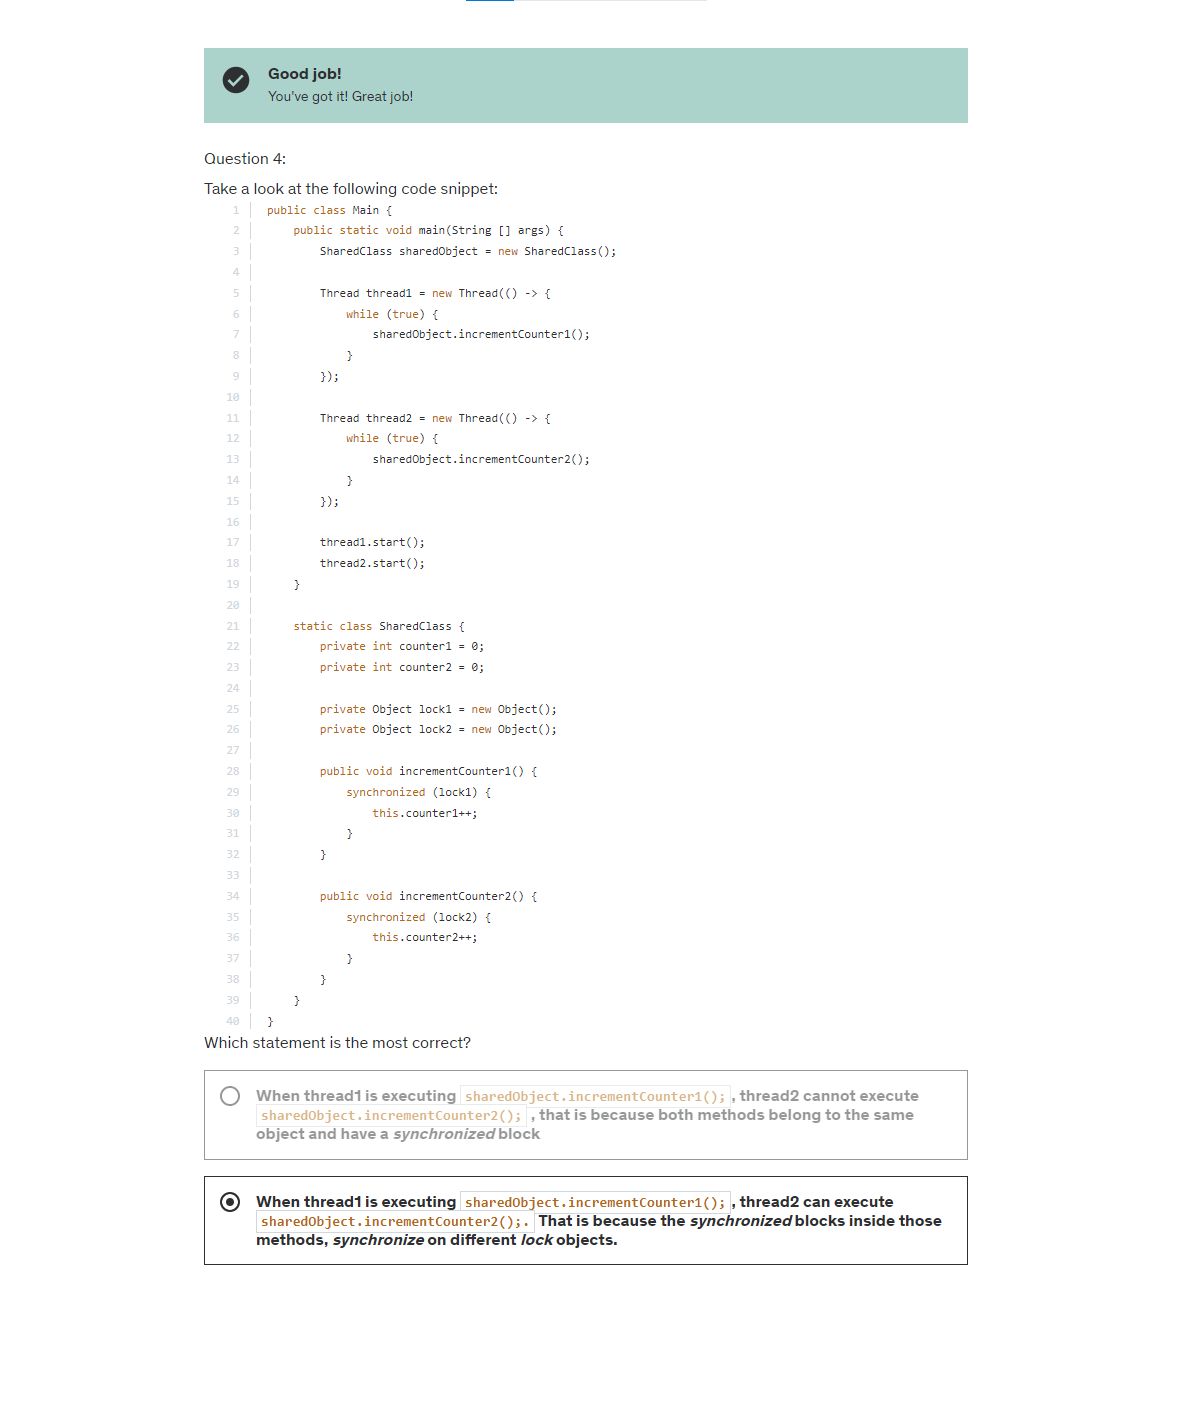 Good job!
You've got it! Great job!
Question 4:
Take a look at the following code snippet:
1 public class Main {
2     public static void main(String [] args) {
3         SharedClass sharedObject = new SharedClass();
4
5         Thread thread1 = new Thread(() -> {
6             while (true) {
7                 sharedObject.incrementCounter1();
8             }
9         });
10
11         Thread thread2 = new Thread(() -> {
12             while (true) {
13                 sharedObject.incrementCounter2();
14             }
15         });
16
17         thread1.start();
18         thread2.start();
19     }
20
21     static class SharedClass {
22         private int counter1 = 0;
23         private int counter2 = 0;
24
25         private Object lock1 = new Object();
26         private Object lock2 = new Object();
27
28         public void incrementCounter1() {
29             synchronized (lock1) {
30                 this.counter1++;
31             }
32         }
33
34         public void incrementCounter2() {
35             synchronized (lock2) {
36                 this.counter2++;
37             }
38         }
39     }
40 }
Which statement is the most correct?
When thread1 is executing sharedObject.incrementCounter1(); , thread2 cannot execute
sharedObject.incrementCounter2(); , that is because both methods belong to the same
object and have a synchronized block
When thread1 is executing sharedObject.incrementCounter1(); , thread2 can execute
sharedObject.incrementCounter2();. That is because the synchronized blocks inside those
methods, synchronize on different lock objects.